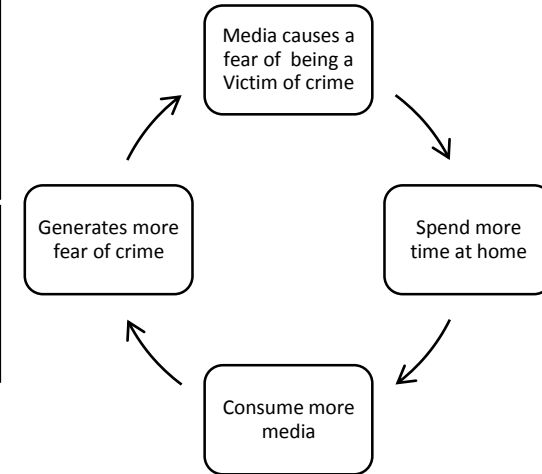 Media causes a
fear of being a
Victim of crime
Spend more
time at home
Consume more
media
Generates more
fear of crime